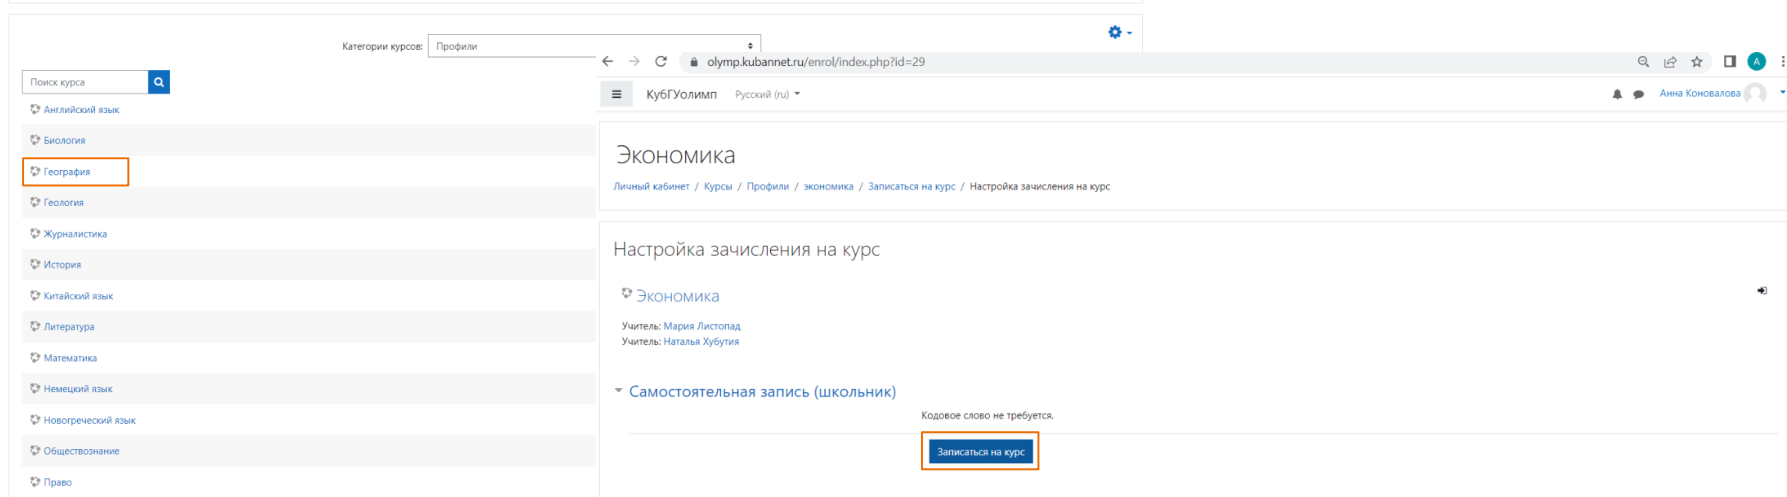 Категории курсов: Профили
Поиск курса
Английский язык
Биология
География
Геология
Журналистика
История
Китайский язык
Литература
Математика
Немецкий язык
Новогреческий язык
Обществознание
Право
olymp.kubannet.ru/enrol/index.php?id=29
A
КубГУолимп Русский (ru)
Анна Коновалова
Экономика
Личный кабинет / Курсы / Профили / экономика / Записаться на курс / Настройка зачисления на курс
Настройка зачисления на курс
Экономика
Учитель: Мария Листопад
Учитель: Наталья Хубутия
Самостоятельная запись (школьник)
Кодовое слово не требуется.
Записаться на курс